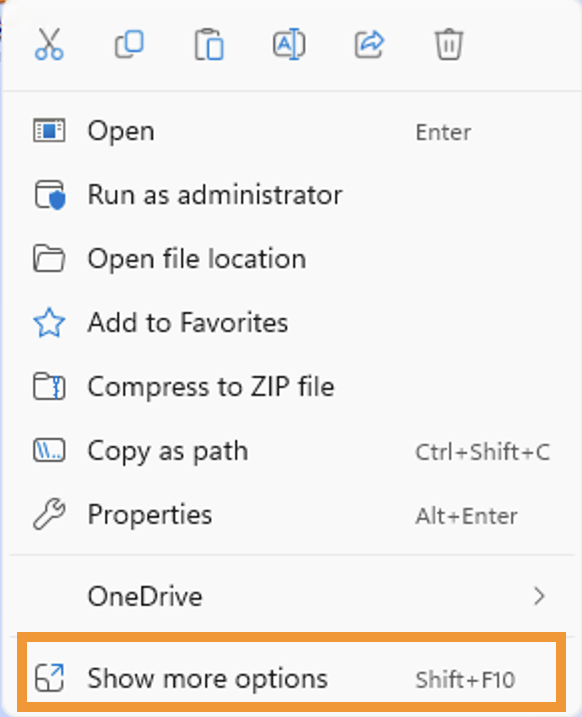 Open Enter
Run as administrator
Open file location
Add to Favorites
Compress to ZIP file
Copy as path Ctrl+Shift+C
Properties Alt+Enter
OneDrive
Show more options Shift+F10